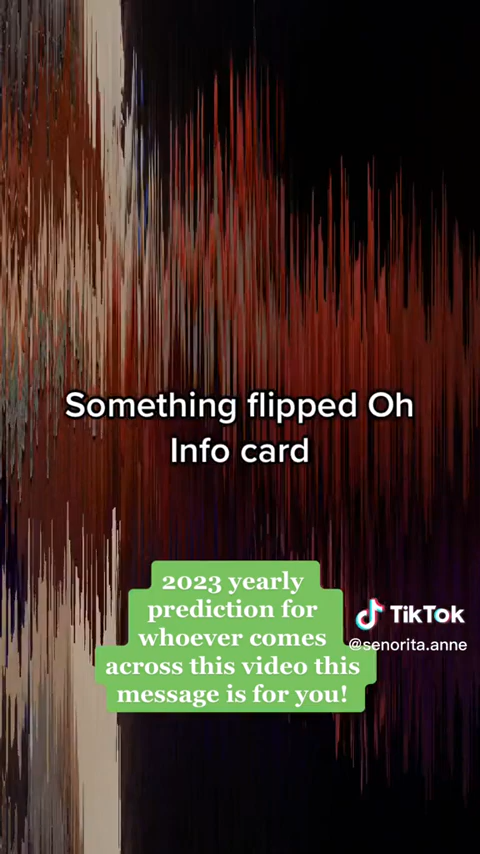 Something flipped Oh
Info card
2023 yearly
prediction for
whoever comes
across this video this
message is for you!
TikTok
@senorita.anne